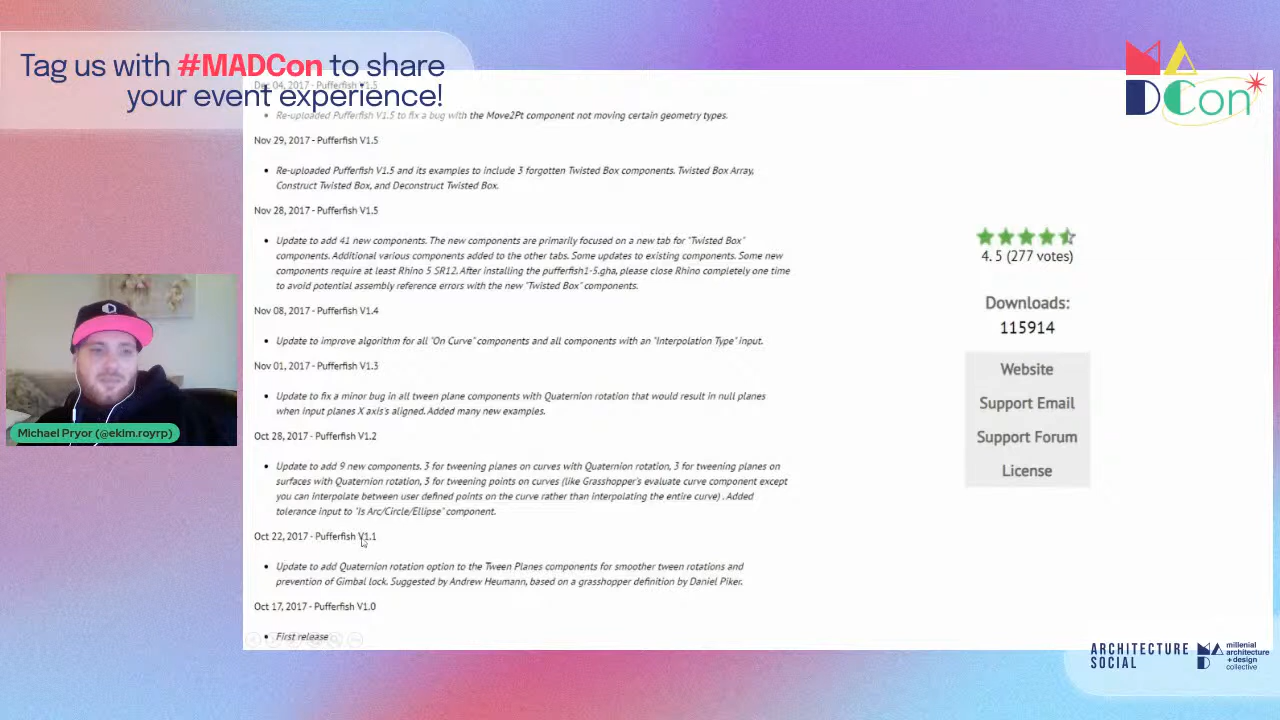 Tag us with #MADCon to share
your event experience!
MAD Con
Dec 04, 2017 - Pufferfish V1.5
Re-uploaded Pufferfish V1.5 to fix a bug with the Move2Pt component not moving certain geometry types.
Nov 29, 2017 - Pufferfish V1.5
Re-uploaded Pufferfish V1.5 and its examples to include 3 forgotten Twisted Box components. Twisted Box Array,
Construct Twisted Box, and Deconstruct Twisted Box.
Nov 28, 2017 - Pufferfish V1.5
Update to add 41 new components. The new components are primarily focused on a new tab for "Twisted Box"
components. Additional various components added to the other tabs. Some updates to existing components. Some new
components require at least Rhino 5 SR12. After installing the pufferfish1-5.gha, please close Rhino completely one time
to avoid potential assembly reference errors with the new "Twisted Box" components.
Nov 08, 2017 - Pufferfish V1.4
Update to improve algorithm for all "On Curve" components and all components with an "Interpolation Type" input.
Nov 01, 2017 - Pufferfish V1.3
Update to fix a minor bug in all tween plane components with Quaternion rotation that would result in null planes
when input planes X axis's aligned. Added many new examples.
Oct 28, 2017 - Pufferfish V1.2
Update to add 9 new components. 3 for tweening planes on curves with Quaternion rotation, 3 for tweening planes on
surfaces with Quaternion rotation, 3 for tweening points on curves (like Grasshopper's evaluate curve component except
you can interpolate between user defined points on the curve rather than interpolating the entire curve) . Added
tolerance input to "Is Arc/Circle/Ellipse" component.
Oct 22, 2017 - Pufferfish V1.1
Update to add Quaternion rotation option to the Tween Planes components for smoother tween rotations and
prevention of Gimbal lock. Suggested by Andrew Heumann, based on a grasshopper definition by Daniel Piker.
Oct 17, 2017 - Pufferfish V1.0
First release
4.5 (277 votes)
Downloads:
115914
Website
Support Email
Support Forum
License
Michael Pryor (@ekim.royrp)
ARCHITECTURE
SOCIAL
MAD
millenial
architecture
+ design
collective